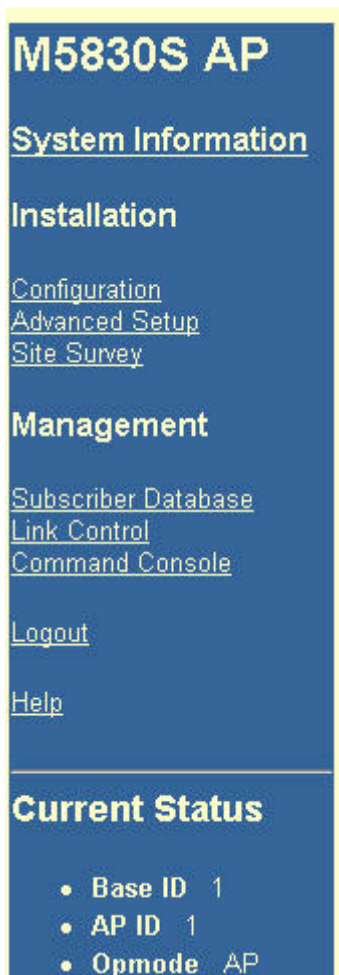 M5830S AP
System Information
Installation
Configuration
Advanced Setup
Site Survey
Management
Subscriber Database
Link Control
Command Console
Logout
Help
Current Status
• Base ID 1
• AP ID 1
• Opmode AP